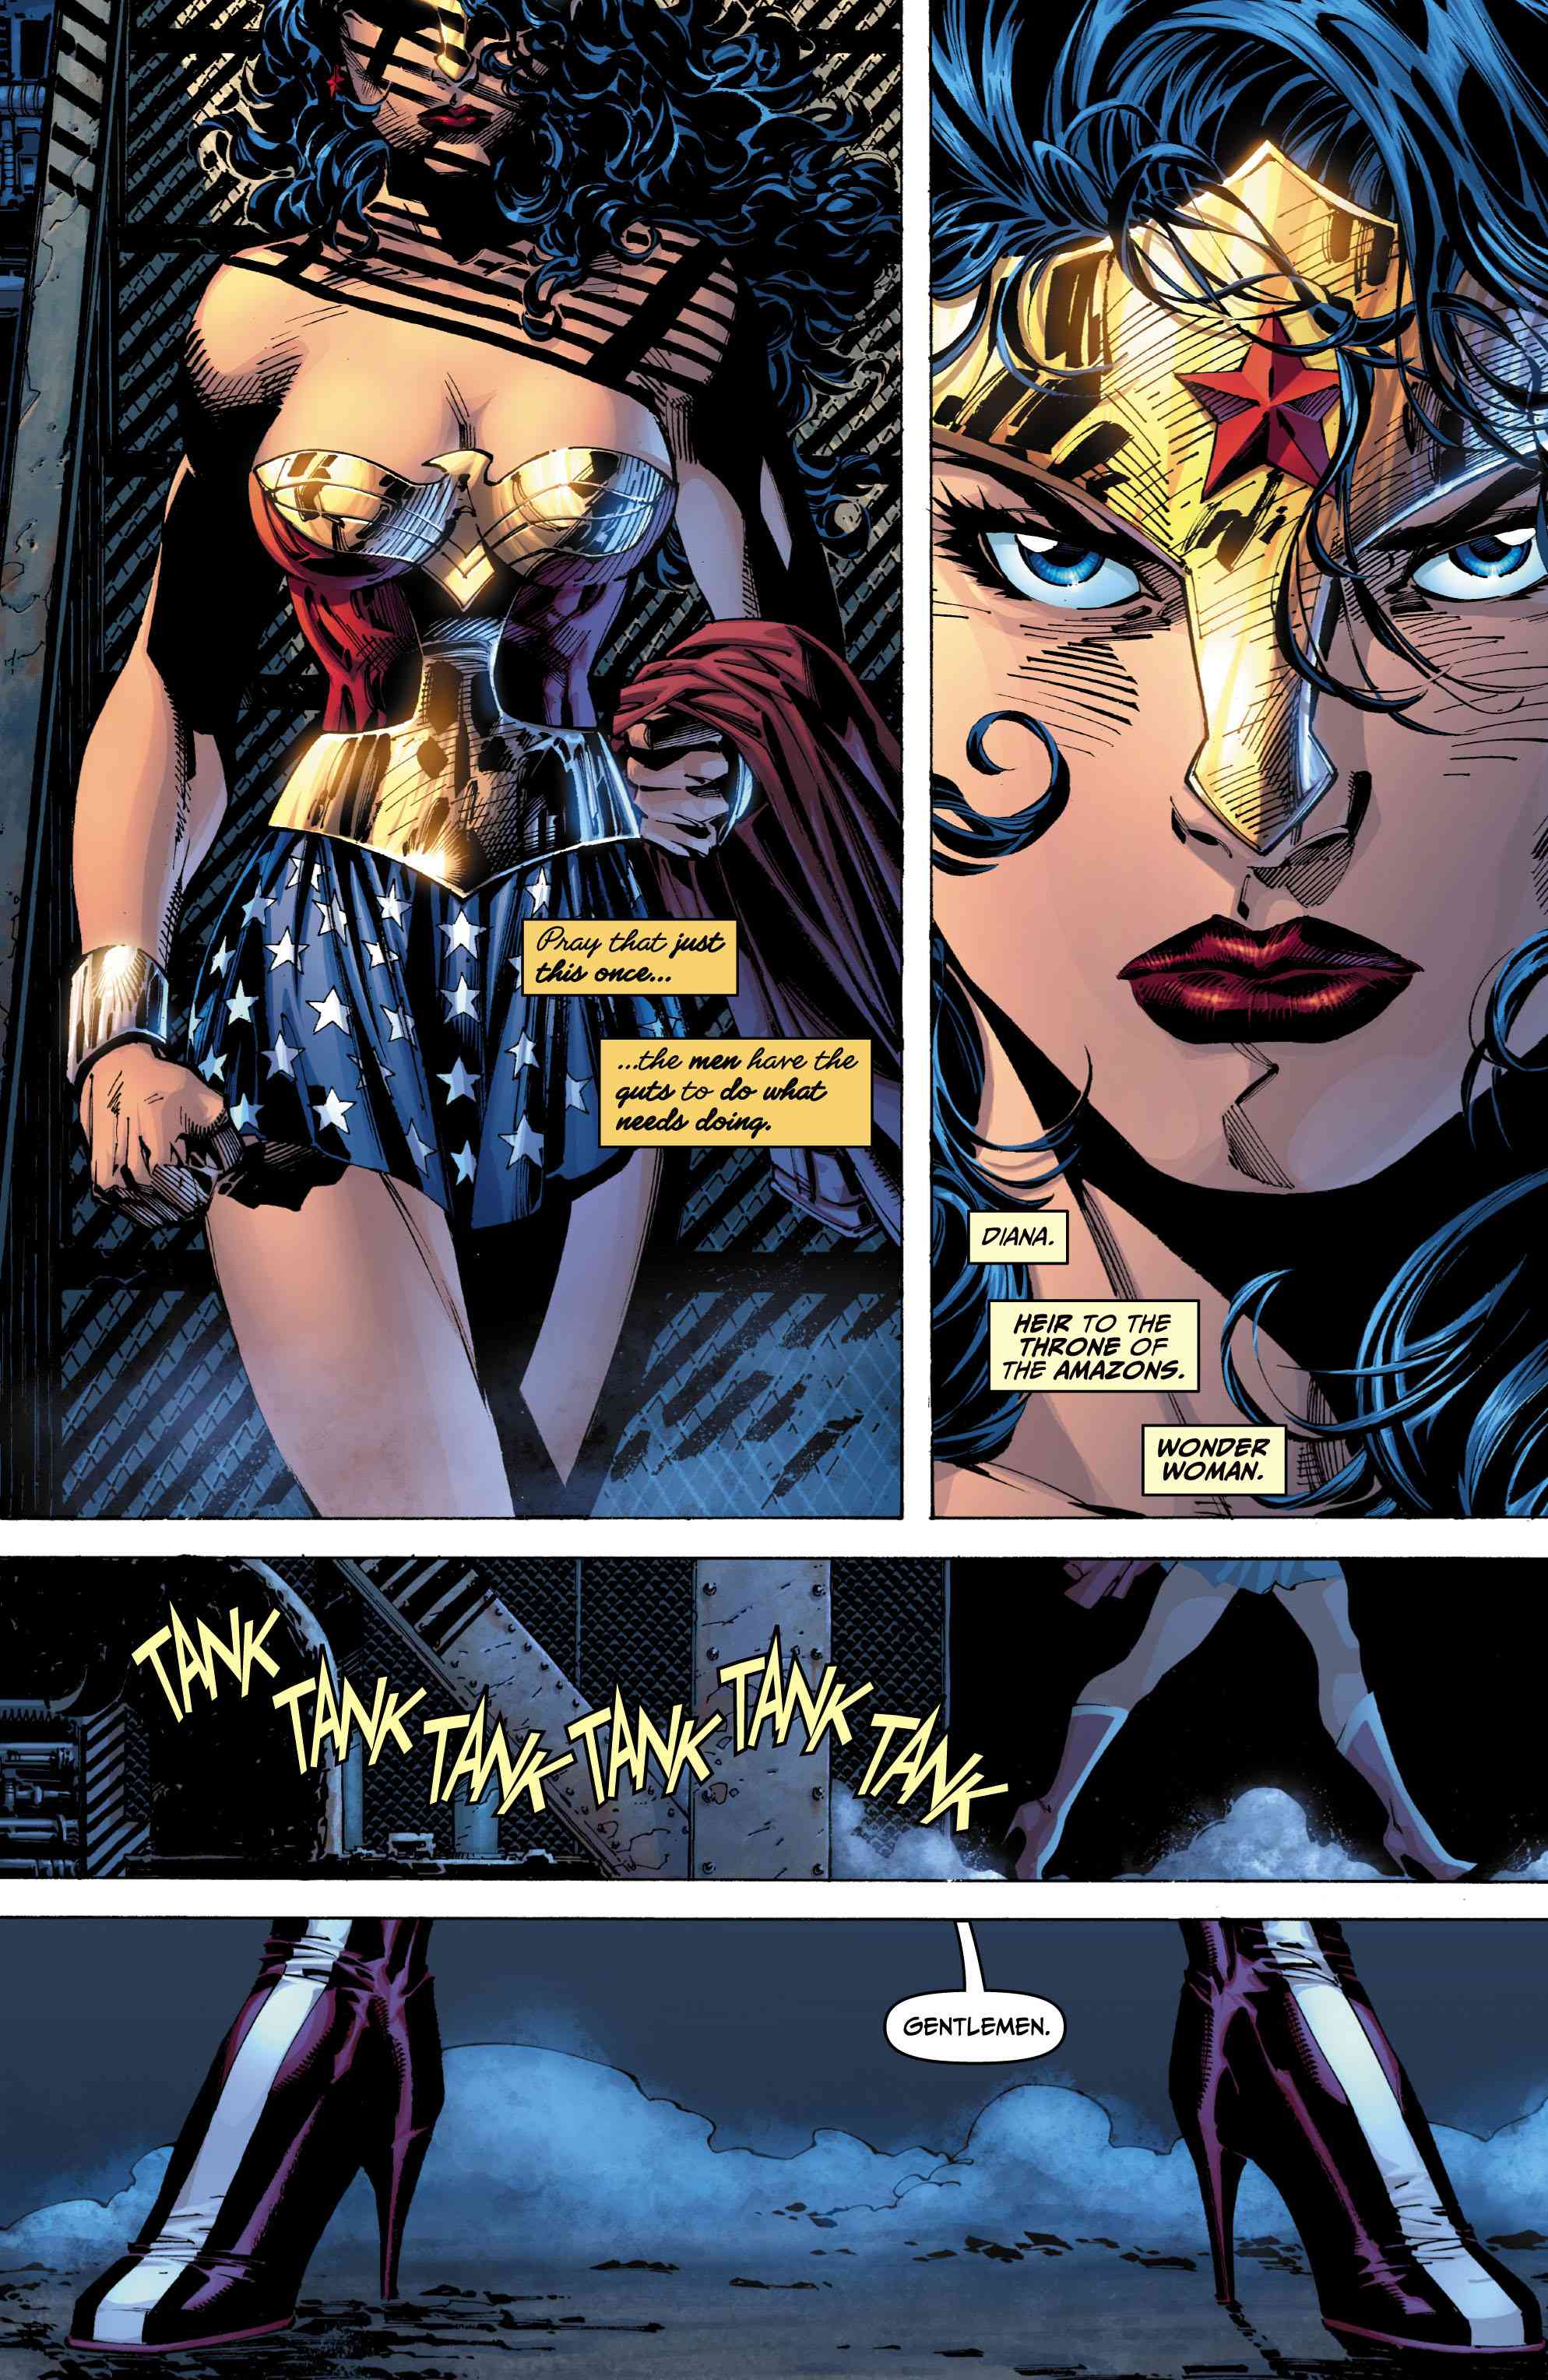 Pray that just
this once...
...the men have the
guts to do what
needs doing.
DIANA.
HEIR TO THE
THRONE OF
THE AMAZONS.
WONDER
WOMAN.
TANK
TANK
TANK
TANK
TANK
TANK
GENTLEMEN.